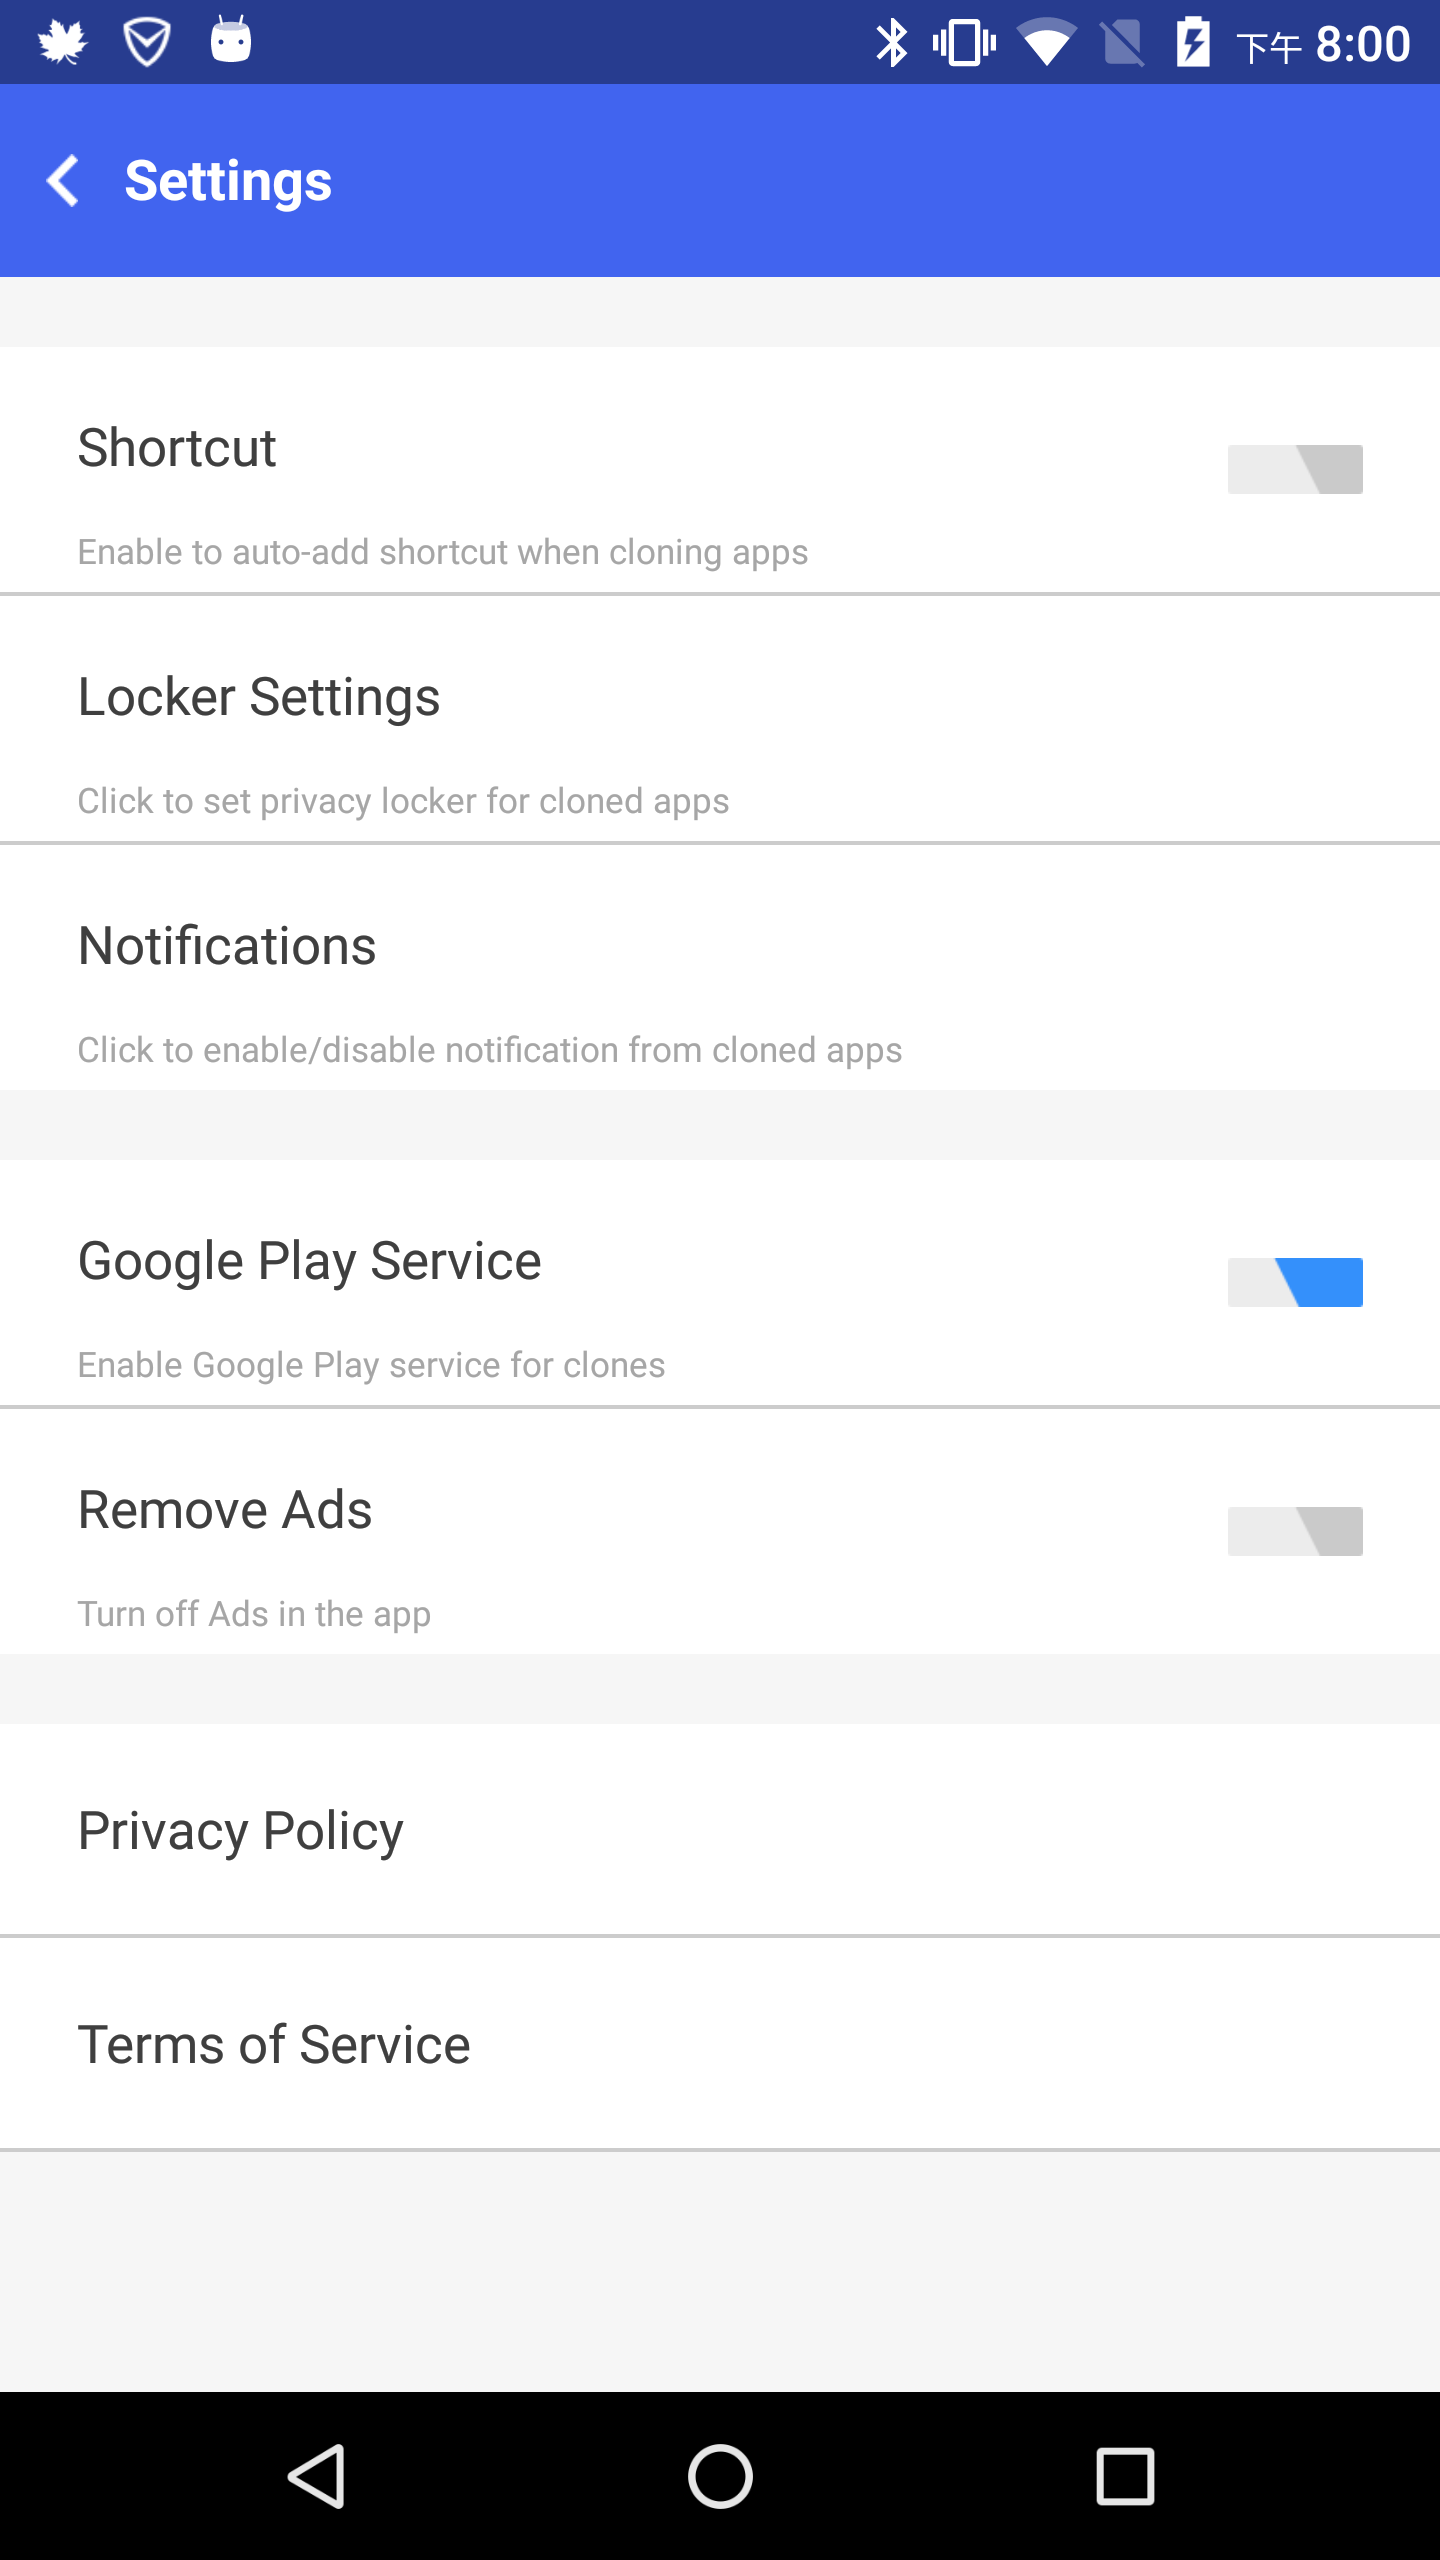 下午 8:00
Settings
Shortcut
Enable to auto-add shortcut when cloning apps
Locker Settings
Click to set privacy locker for cloned apps
Notifications
Click to enable/disable notification from cloned apps
Google Play Service
Enable Google Play service for clones
Remove Ads
Turn off Ads in the app
Privacy Policy
Terms of Service